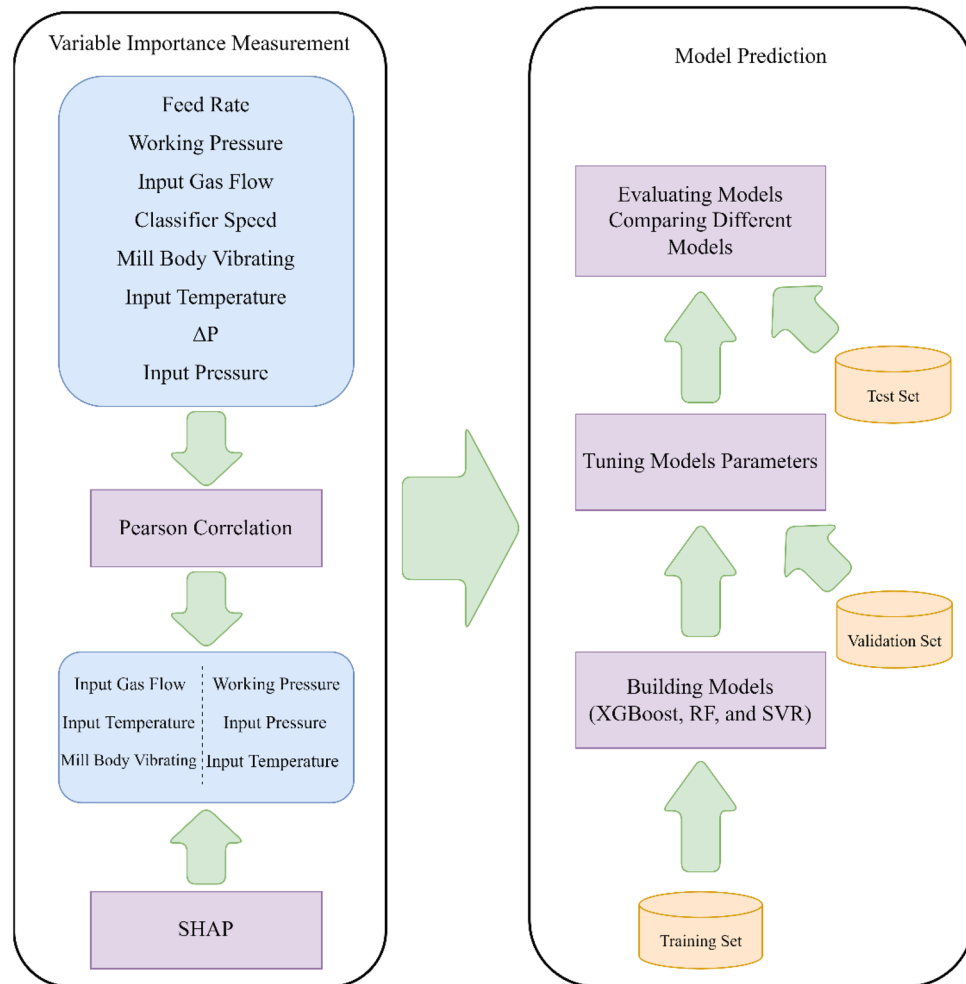 Variable Importance Measurement
Feed Rate
Working Pressure
Input Gas Flow
Classifier Speed
Mill Body Vibrating
Input Temperature
ΔP
Input Pressure
Pearson Correlation
Input Gas Flow
Input Temperature
Mill Body Vibrating
Working Pressure
Input Pressure
Input Temperature
SHAP
Model Prediction
Evaluating Models
Comparing Different
Models
Test Set
Tuning Models Parameters
Validation Set
Building Models
(XGBoost, RF, and SVR)
Training Set